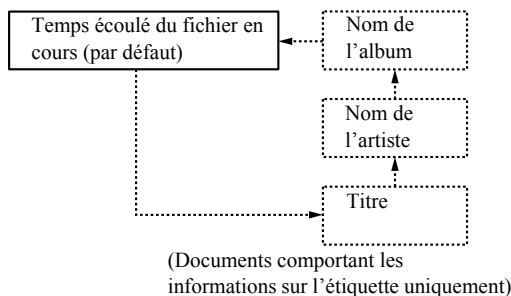 Temps écoulé du fichier en
cours (par défaut)
Nom de
l’album
Nom de
l’artiste
Titre
(Documents comportant les
informations sur l’étiquette uniquement)